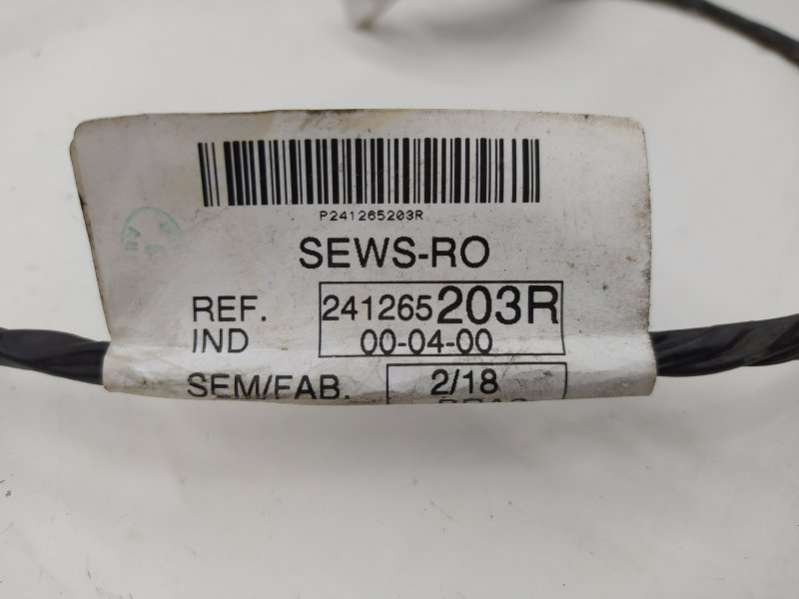 P241265203R
SEWS-RO
REF. 241265203R
IND 00-04-00
SEM/FAB. 2/18